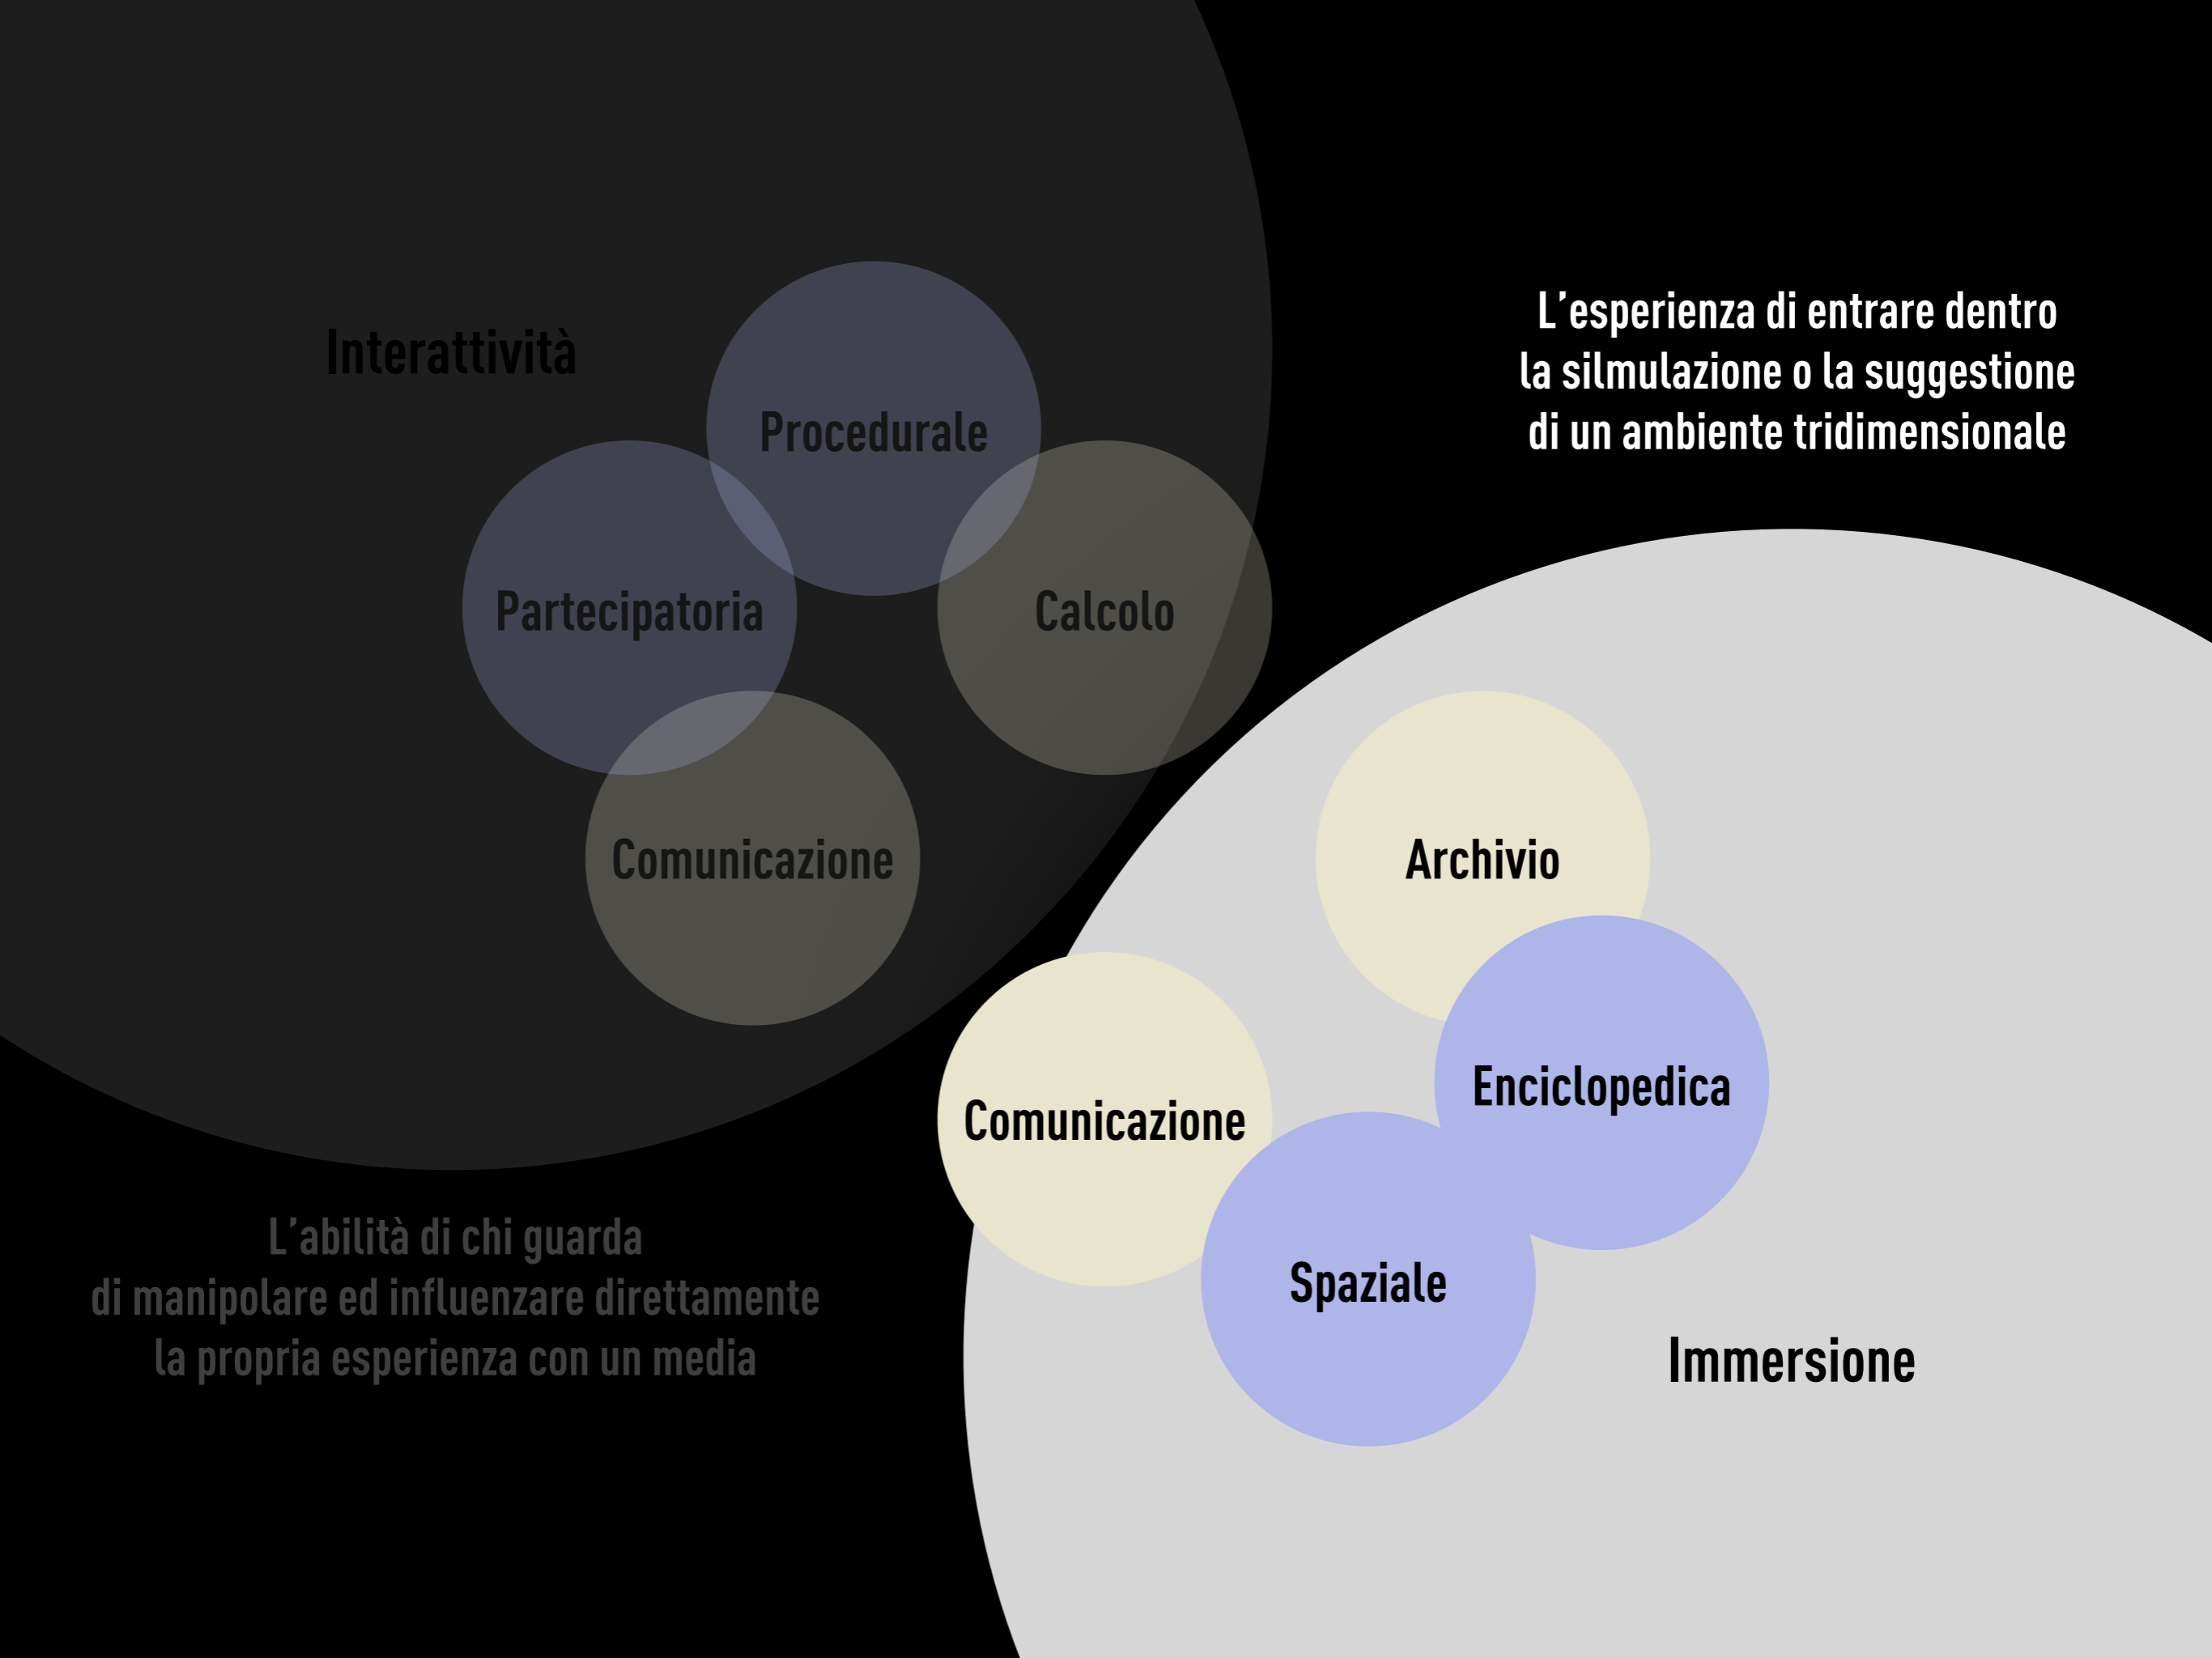 Interattività
Procedurale
Partecipatoria
Calcolo
Comunicazione
L’abilità di chi guarda
di manipolare ed influenzare direttamente
la propria esperienza con un media
L’esperienza di entrare dentro
la silmulazione o la suggestione
di un ambiente tridimensionale
Archivio
Enciclopedica
Comunicazione
Spaziale
Immersione